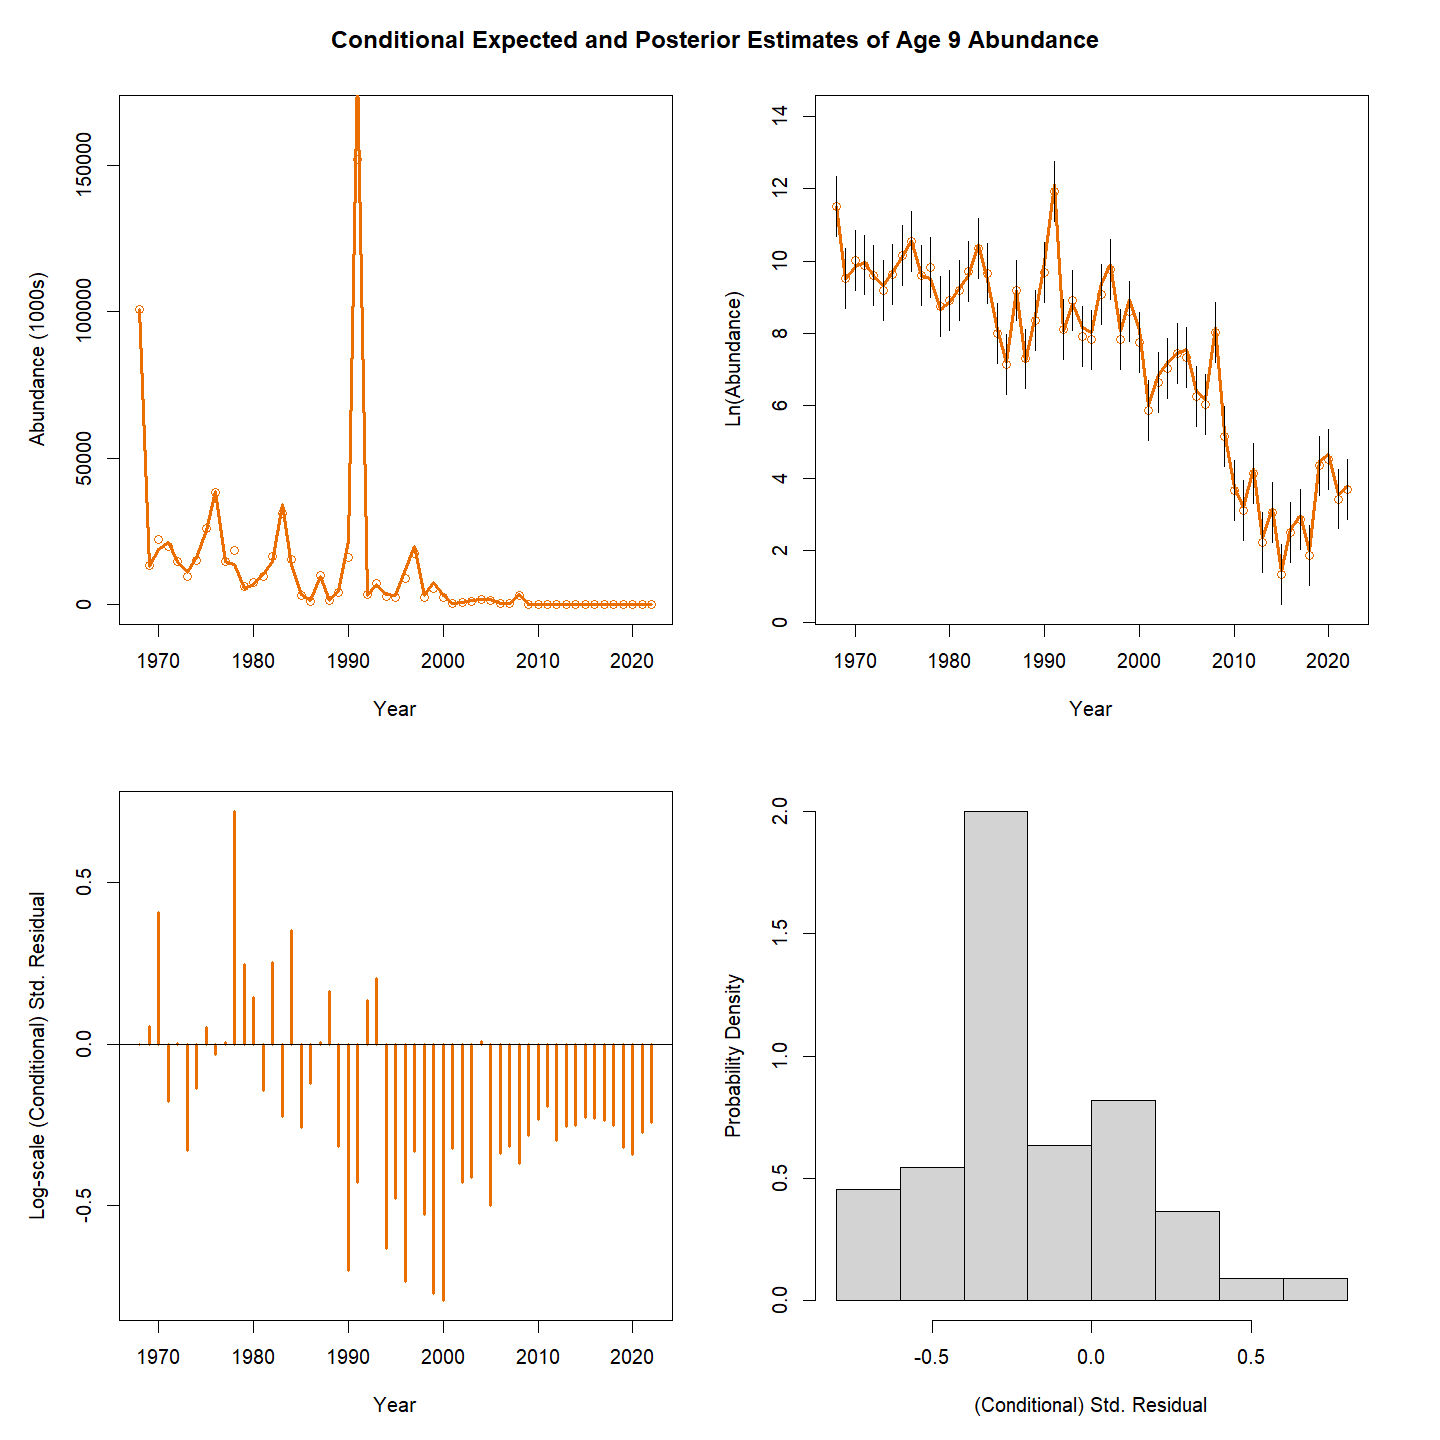 Conditional Expected and Posterior Estimates of Age 9 Abundance
Abundance (1000s)
150000
100000
50000
0
1970 1980 1990 2000 2010 2020
Year
Ln(Abundance)
14
12
10
8
6
4
2
0
1970 1980 1990 2000 2010 2020
Year
Log-scale (Conditional) Std. Residual
0.5
0.0
-0.5
1970 1980 1990 2000 2010 2020
Year
Probability Density
2.0
1.5
1.0
0.5
0.0
-0.5 0.0 0.5
(Conditional) Std. Residual